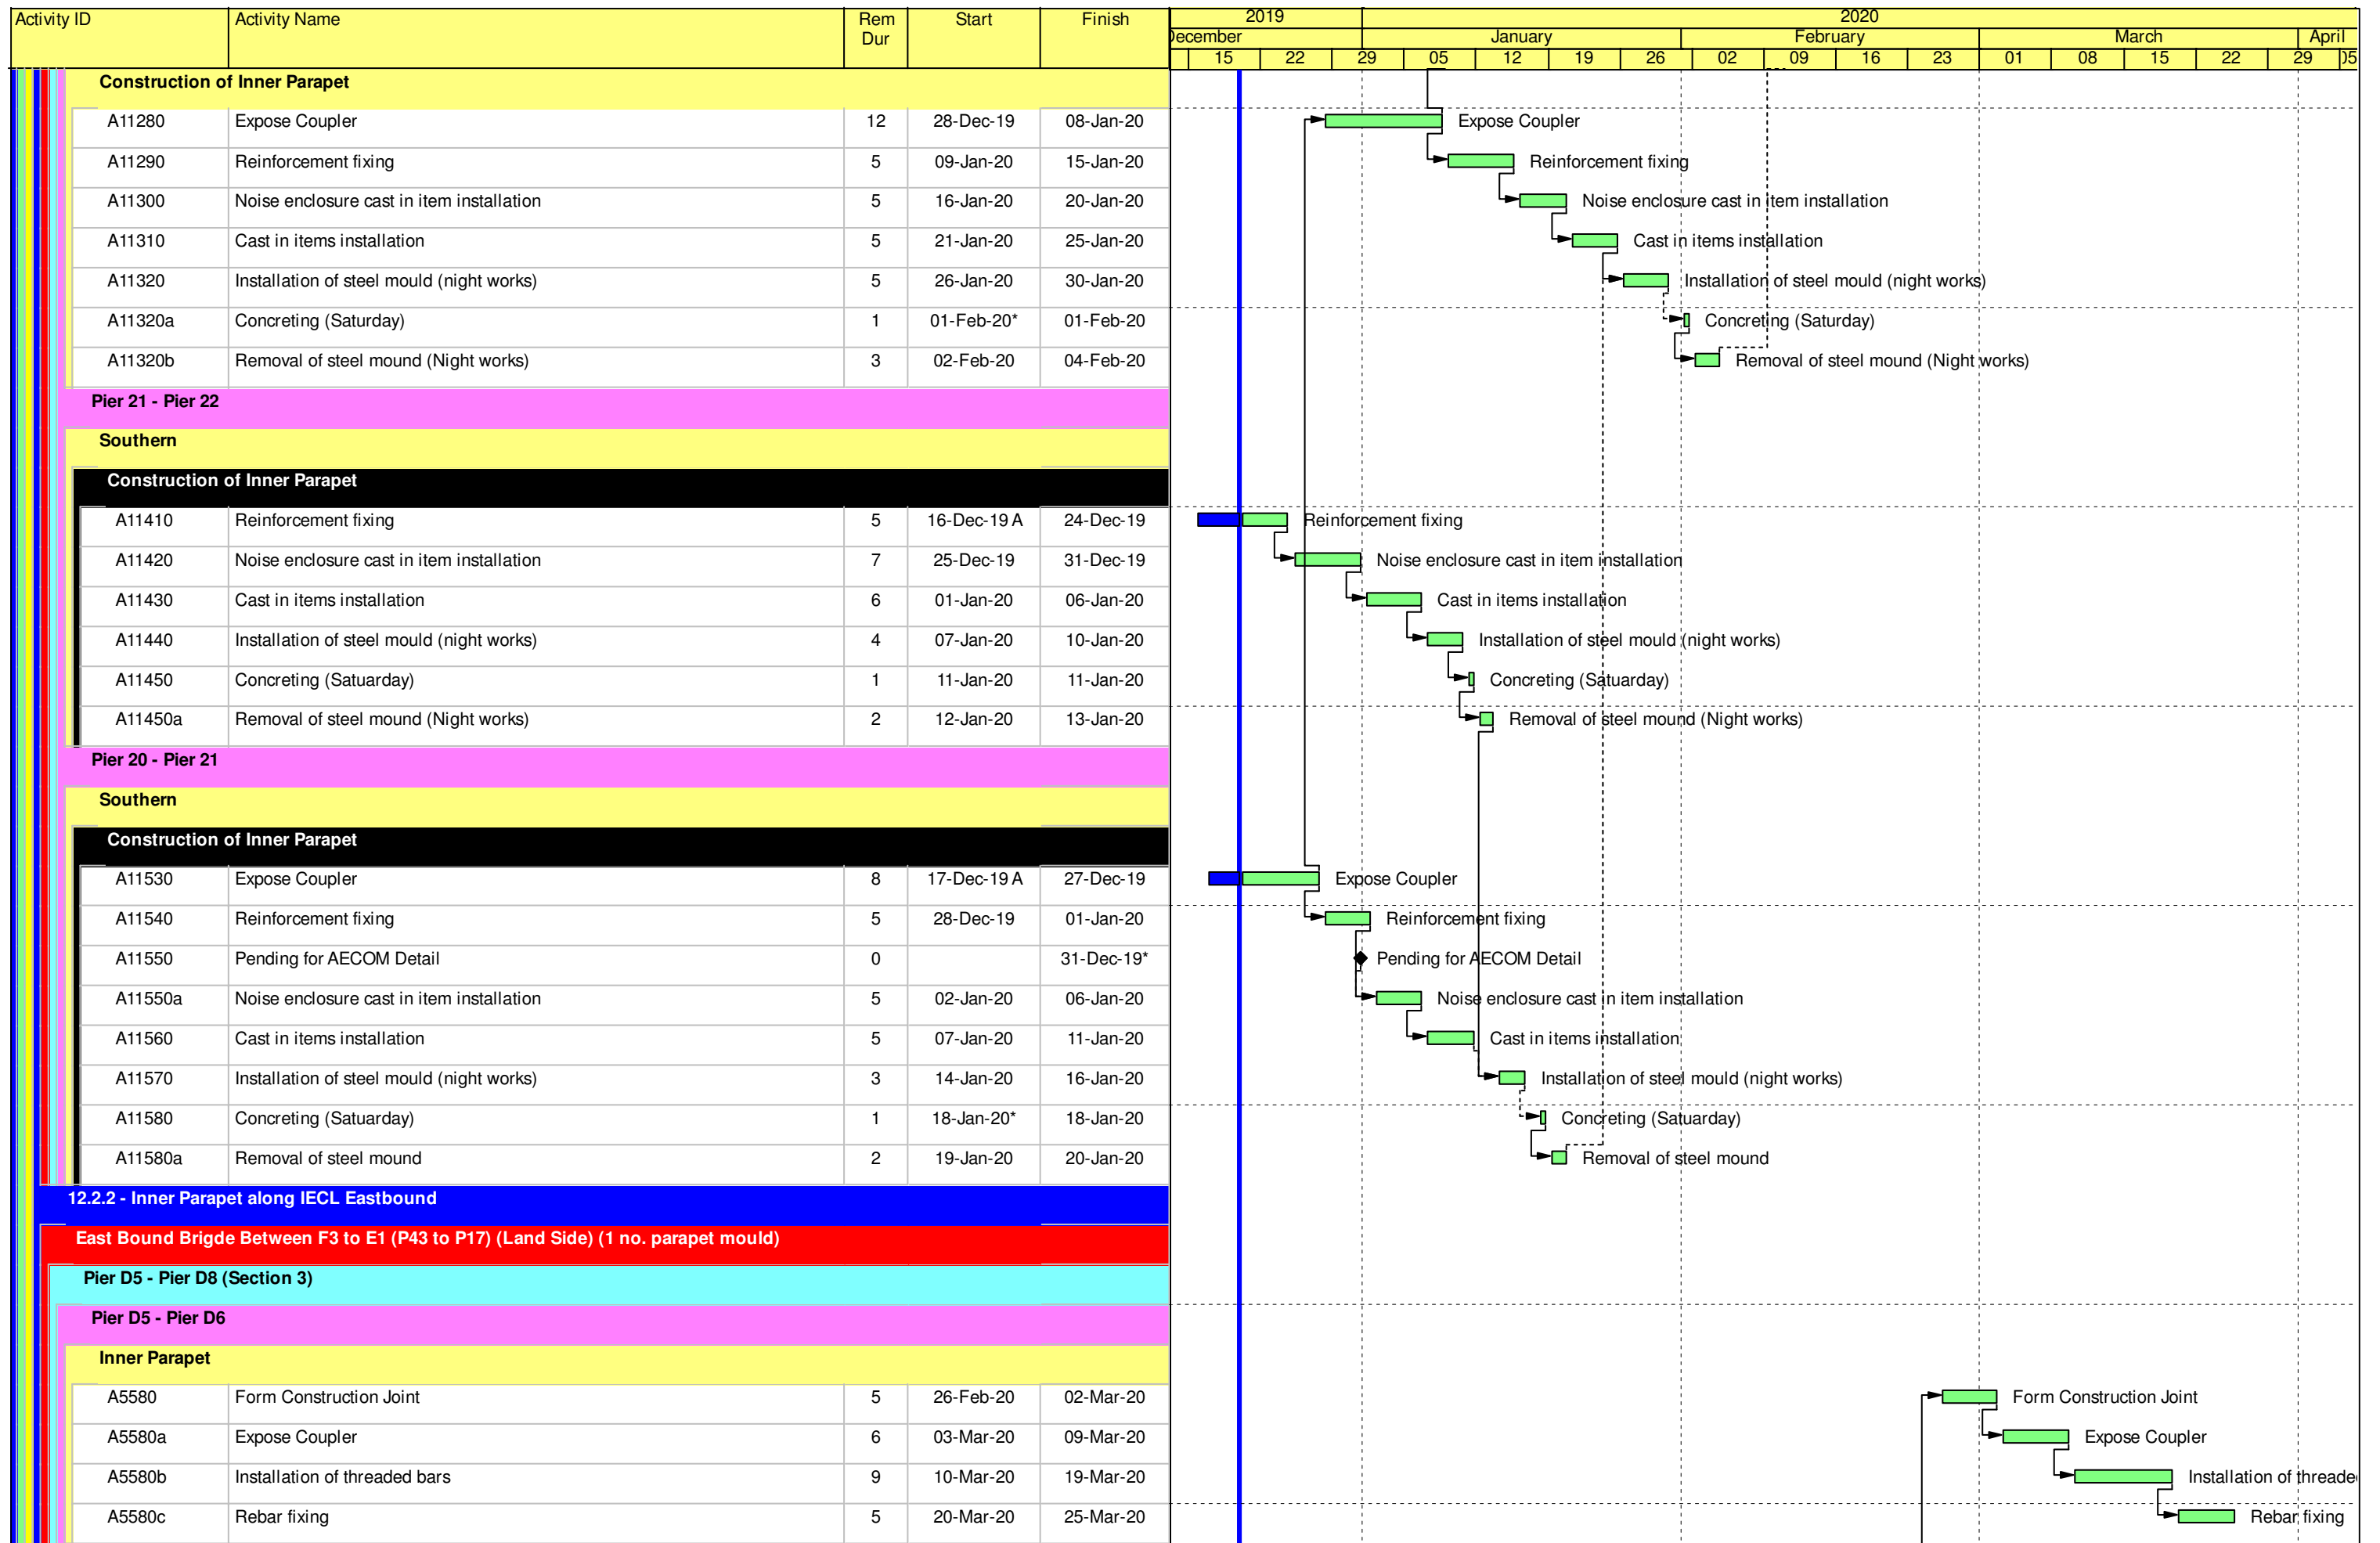 Activity ID Activity Name Rem Dur Start Finish 2019 2020
December January February March April
15 22 29 05 12 19 26 02 09 16 23 01 08 15 22 29 05
Construction of Inner Parapet
A11280 Expose Coupler 12 28-Dec-19 08-Jan-20 Expose Coupler
A11290 Reinforcement fixing 5 09-Jan-20 15-Jan-20 Reinforcement fixing
A11300 Noise enclosure cast in item installation 5 16-Jan-20 20-Jan-20 Noise enclosure cast in item installation
A11310 Cast in items installation 5 21-Jan-20 25-Jan-20 Cast in items installation
A11320 Installation of steel mould (night works) 5 26-Jan-20 30-Jan-20 Installation of steel mould (night works)
A11320a Concreting (Saturday) 1 01-Feb-20* 01-Feb-20 Concreting (Saturday)
A11320b Removal of steel mound (Night works) 3 02-Feb-20 04-Feb-20 Removal of steel mound (Night works)
Pier 21 - Pier 22
Southern
Construction of Inner Parapet
A11410 Reinforcement fixing 5 16-Dec-19 A 24-Dec-19 Reinforcement fixing
A11420 Noise enclosure cast in item installation 7 25-Dec-19 31-Dec-19 Noise enclosure cast in item installation
A11430 Cast in items installation 6 01-Jan-20 06-Jan-20 Cast in items installation
A11440 Installation of steel mould (night works) 4 07-Jan-20 10-Jan-20 Installation of steel mould (night works)
A11450 Concreting (Satuarday) 1 11-Jan-20 11-Jan-20 Concreting (Satuarday)
A11450a Removal of steel mound (Night works) 2 12-Jan-20 13-Jan-20 Removal of steel mound (Night works)
Pier 20 - Pier 21
Southern
Construction of Inner Parapet
A11530 Expose Coupler 8 17-Dec-19 A 27-Dec-19 Expose Coupler
A11540 Reinforcement fixing 5 28-Dec-19 01-Jan-20 Reinforcement fixing
A11550 Pending for AECOM Detail 0 31-Dec-19* Pending for AECOM Detail
A11550a Noise enclosure cast in item installation 5 02-Jan-20 06-Jan-20 Noise enclosure cast in item installation
A11560 Cast in items installation 5 07-Jan-20 11-Jan-20 Cast in items installation
A11570 Installation of steel mould (night works) 3 14-Jan-20 16-Jan-20 Installation of steel mould (night works)
A11580 Concreting (Satuarday) 1 18-Jan-20* 18-Jan-20 Concreting (Satuarday)
A11580a Removal of steel mound 2 19-Jan-20 20-Jan-20 Removal of steel mound
12.2.2 - Inner Parapet along IECL Eastbound
East Bound Brigde Between F3 to E1 (P43 to P17) (Land Side) (1 no. parapet mould)
Pier D5 - Pier D8 (Section 3)
Pier D5 - Pier D6
Inner Parapet
A5580 Form Construction Joint 5 26-Feb-20 02-Mar-20 Form Construction Joint
A5580a Expose Coupler 6 03-Mar-20 09-Mar-20 Expose Coupler
A5580b Installation of threaded bars 9 10-Mar-20 19-Mar-20 Installation of threade
A5580c Rebar fixing 5 20-Mar-20 25-Mar-20 Rebar fixing